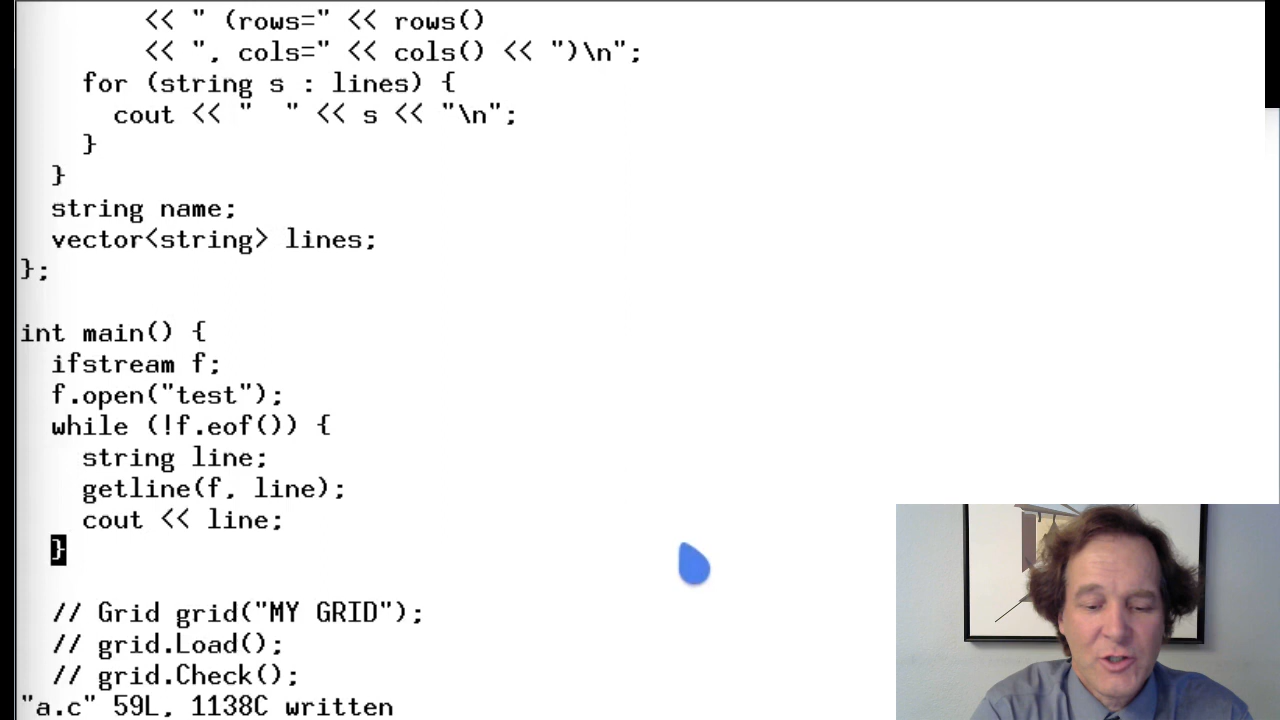 << " (rows=" << rows()
<< ", cols=" << cols() << ")\n";
for (string s : lines) {
cout << "  " << s << "\n";
}
}
string name;
vector<string> lines;
};
int main() {
ifstream f;
f.open("test");
while (!f.eof()) {
string line;
getline(f, line);
cout << line;
}
// Grid grid("MY GRID");
// grid.Load();
// grid.Check();
"a.c" 59L, 1138C written